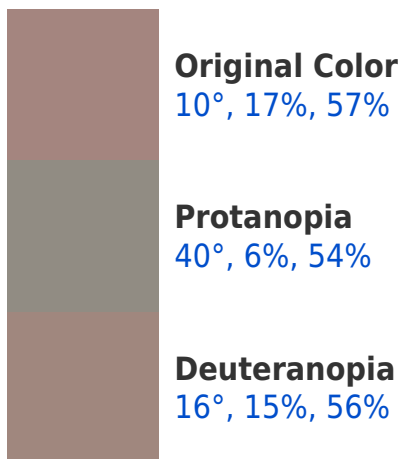 Original Color
10°, 17%, 57%
Protanopia
40°, 6%, 54%
Deuteranopia
16°, 15%, 56%